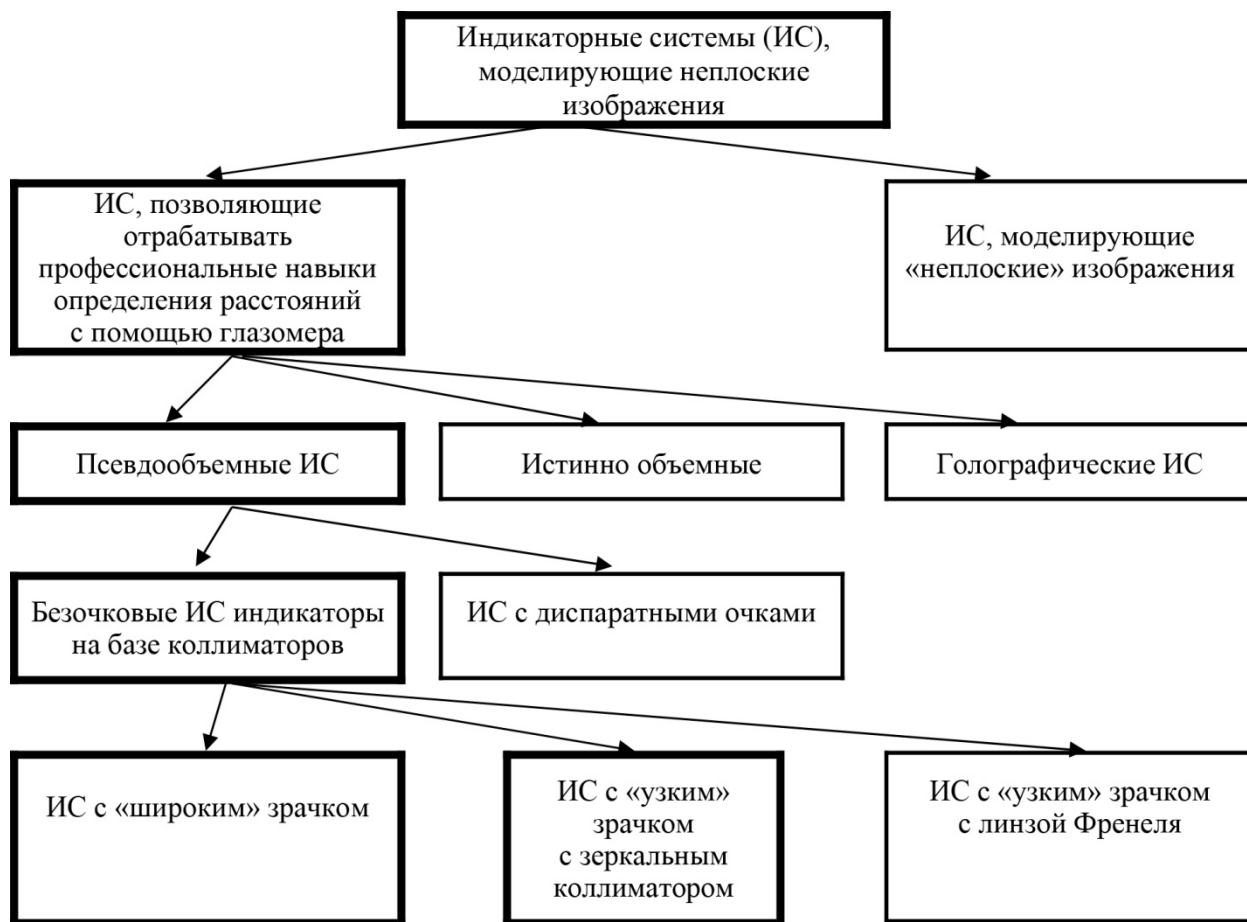 Индикаторные системы (ИС),
моделирующие неплоские
изображения
ИС, позволяющие
отрабатывать
профессиональные навыки
определения расстояний
с помощью глазомера
ИС, моделирующие
«неплоские» изображения
Псевдообъемные ИС
Истинно объемные
Голографические ИС
Безочковые ИС индикаторы
на базе коллиматоров
ИС с диспаратными очками
ИС с «широким» зрачком
ИС с «узким»
зрачком
с зеркальным
коллиматором
ИС с «узким» зрачком
с линзой Френеля